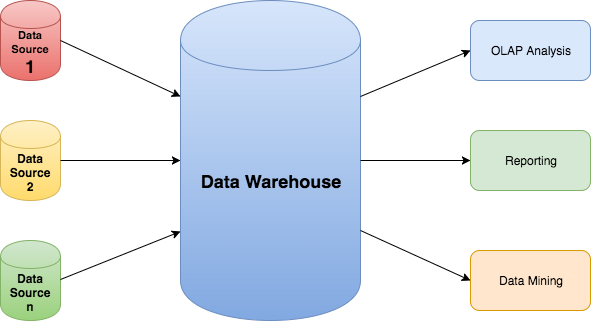 Data
Source
1
Data
Source
2
Data
Source
n
Data Warehouse
OLAP Analysis
Reporting
Data Mining